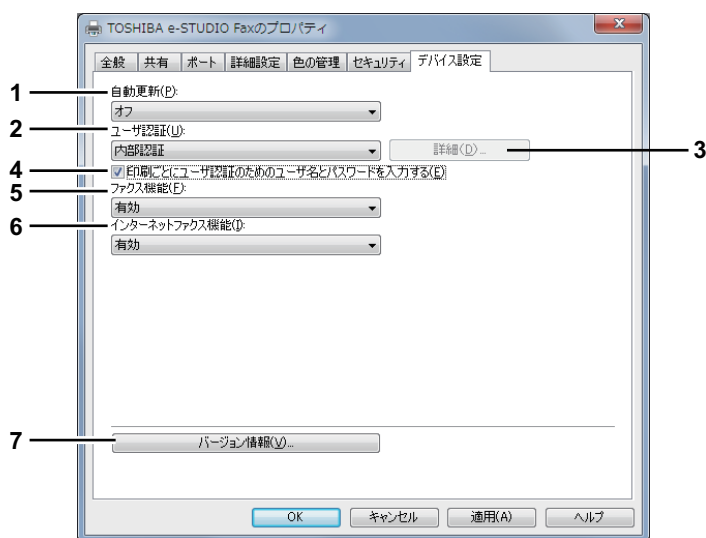 TOSHIBA e-STUDIO Faxのプロパティ
全般 共有 ポート 詳細設定 色の管理 セキュリティ デバイス設定
1 自動更新(P):
オフ
2 ユーザ認証(U):
内部認証 詳細(D)... 3
4 印刷ごとにユーザ認証のためのユーザ名とパスワードを入力する(E)
5 ファクス機能(F):
有効
6 インターネットファクス機能(I):
有効
7 バージョン情報(V)...
OK キャンセル 適用(A) ヘルプ